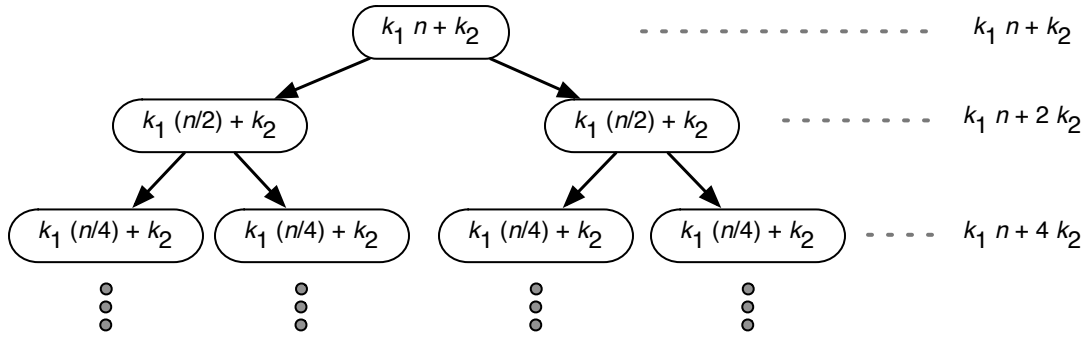 k₁ n + k₂ k₁ n + k₂
k₁ (n/2) + k₂ k₁ (n/2) + k₂ k₁ n + 2 k₂
k₁ (n/4) + k₂ k₁ (n/4) + k₂ k₁ (n/4) + k₂ k₁ (n/4) + k₂ k₁ n + 4 k₂